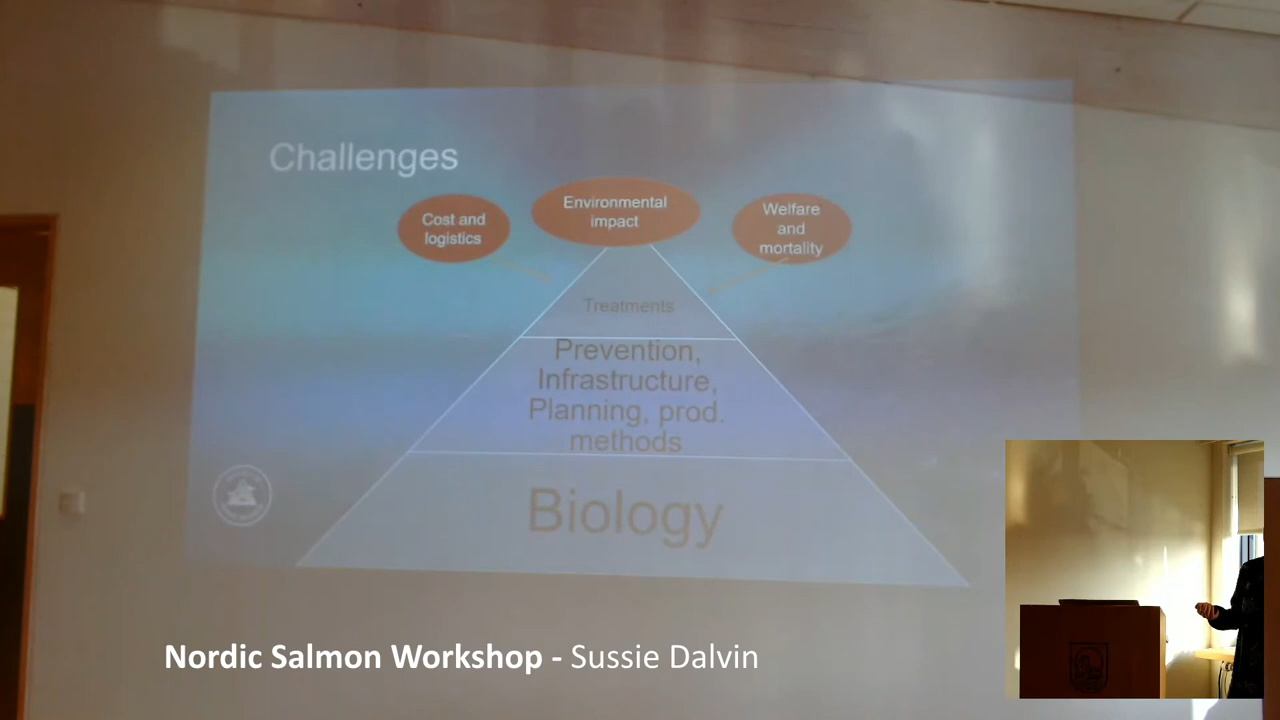 Challenges
Cost and
logistics
Environmental
impact
Welfare
and
mortality
Treatments
Prevention,
Infrastructure,
Planning, prod.
methods
Biology
Nordic Salmon Workshop - Sussie Dalvin